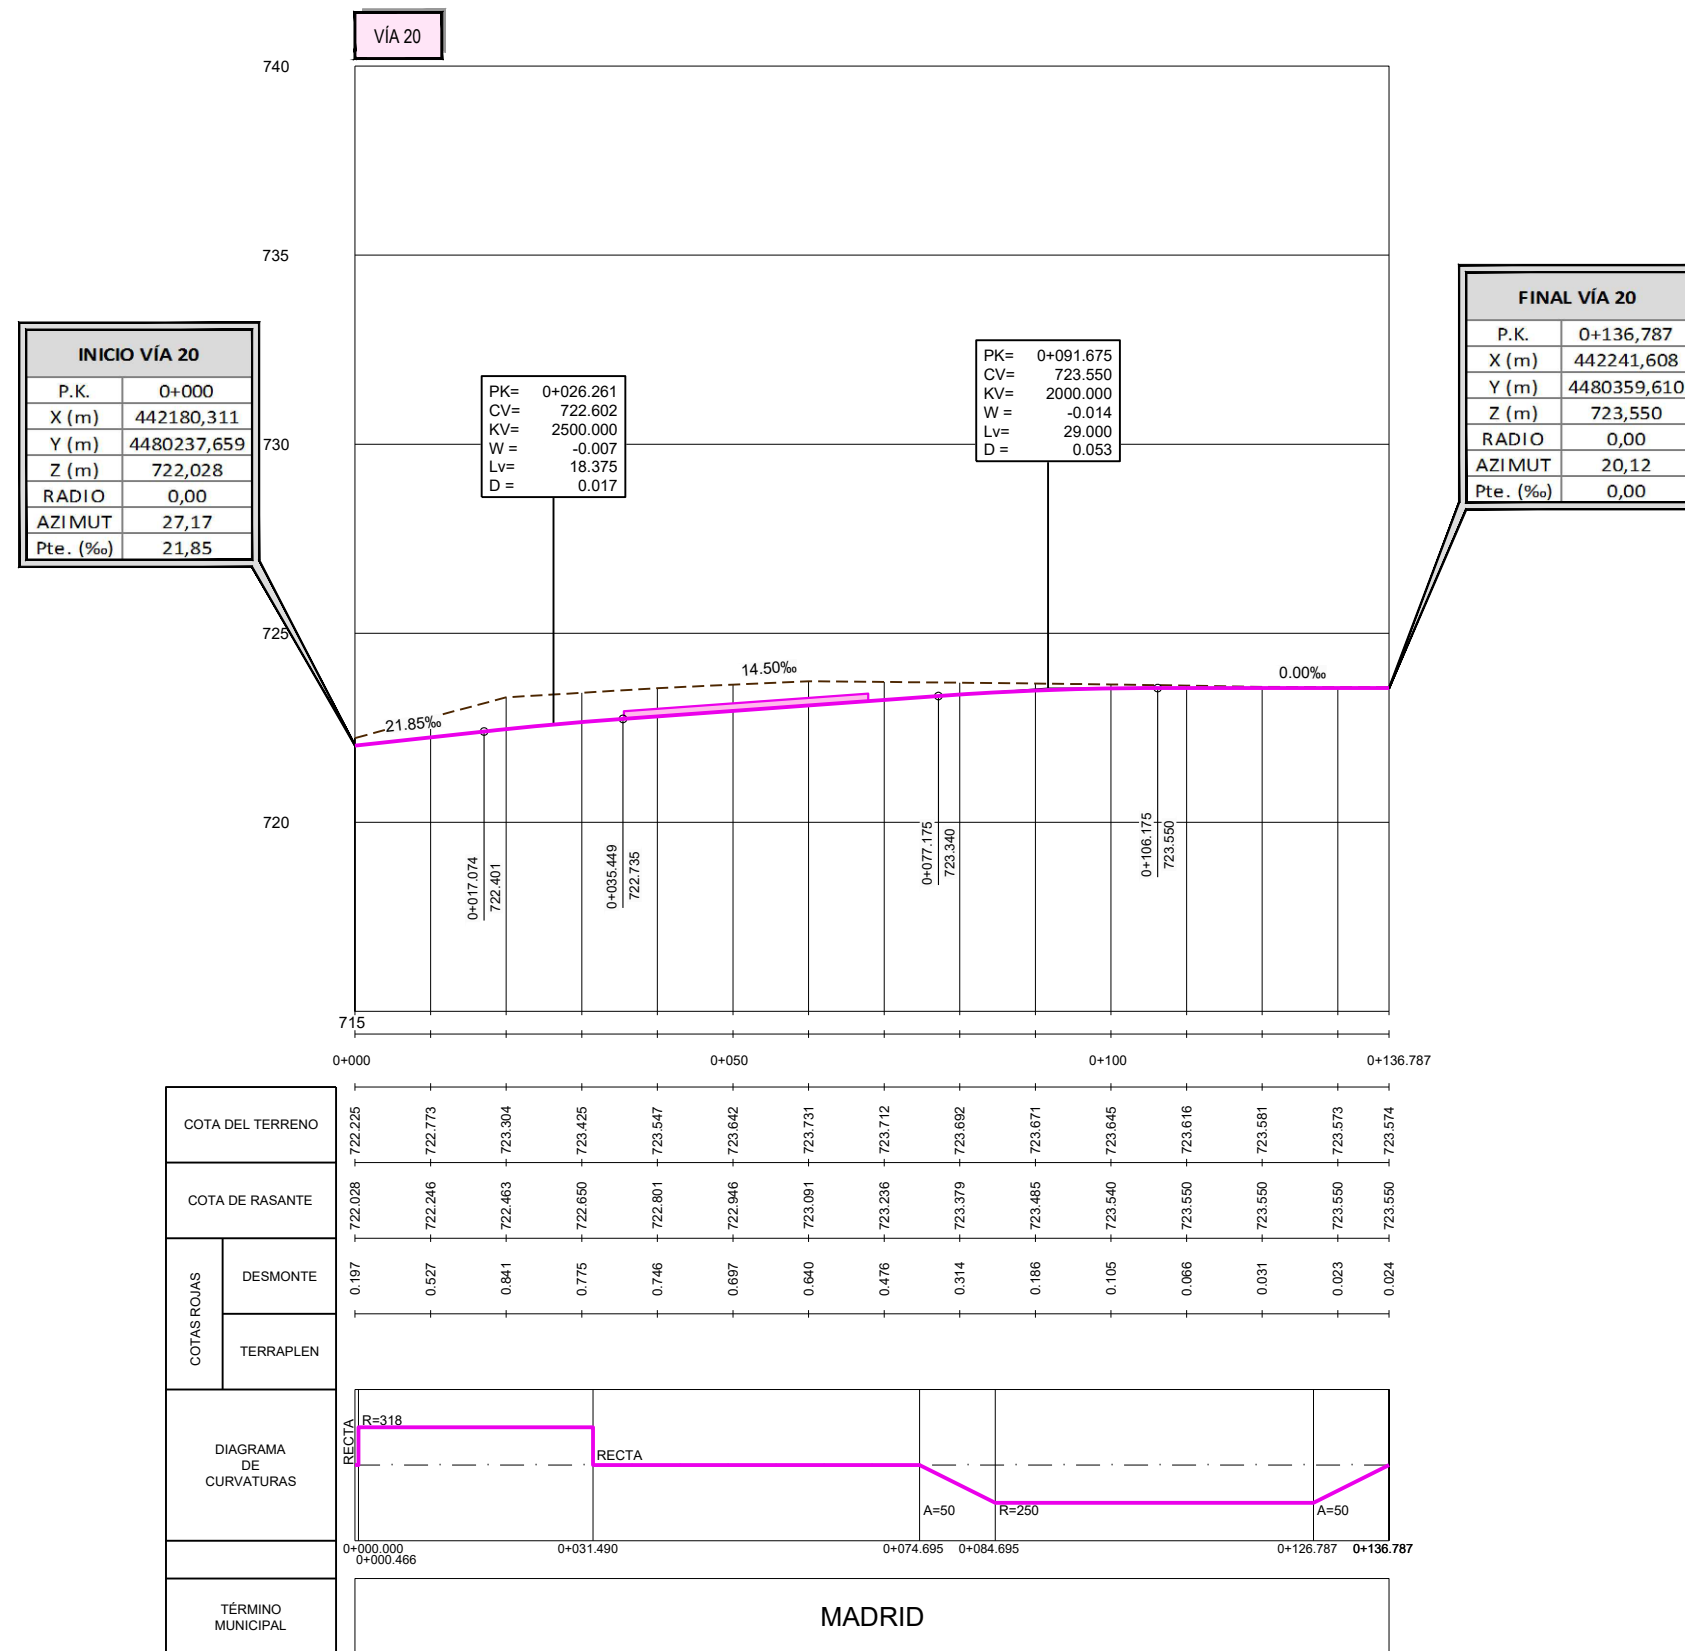 VÍA 20
740
735
730
725
720
715
INICIO VÍA 20
P.K. 0+000
X (m) 442180,311
Y (m) 4480237,659
Z (m) 722,028
RADIO 0,00
AZIMUT 27,17
Pte. (‰) 21,85
PK= 0+026.261
CV= 722.602
KV= 2500.000
W = -0.007
Lv= 18.375
D = 0.017
PK= 0+091.675
CV= 723.550
KV= 2000.000
W = -0.014
Lv= 29.000
D = 0.053
FINAL VÍA 20
P.K. 0+136,787
X (m) 442241,608
Y (m) 4480359,610
Z (m) 723,550
RADIO 0,00
AZIMUT 20,12
Pte. (‰) 0,00
21.85‰
14.50‰
0.00‰
0+017.074
722.401
0+035.449
722.735
0+077.175
723.340
0+106.175
723.550
0+000 0+050 0+100 0+136.787
COTA DEL TERRENO 722.225 722.773 723.304 723.425 723.547 723.642 723.731 723.712 723.692 723.671 723.645 723.616 723.581 723.573 723.574
COTA DE RASANTE 722.028 722.246 722.463 722.650 722.801 722.946 723.091 723.236 723.379 723.485 723.540 723.550 723.550 723.550 723.550
COTAS ROJAS
DESMONTE 0.197 0.527 0.841 0.775 0.746 0.697 0.640 0.476 0.314 0.186 0.105 0.066 0.031 0.023 0.024
TERRAPLEN
DIAGRAMA
DE
CURVATURAS
RECTA
R=318
RECTA
A=50
R=250
A=50
0+000.000 0+031.490 0+074.695 0+084.695 0+126.787 0+136.787
0+000.466
TÉRMINO
MUNICIPAL
MADRID